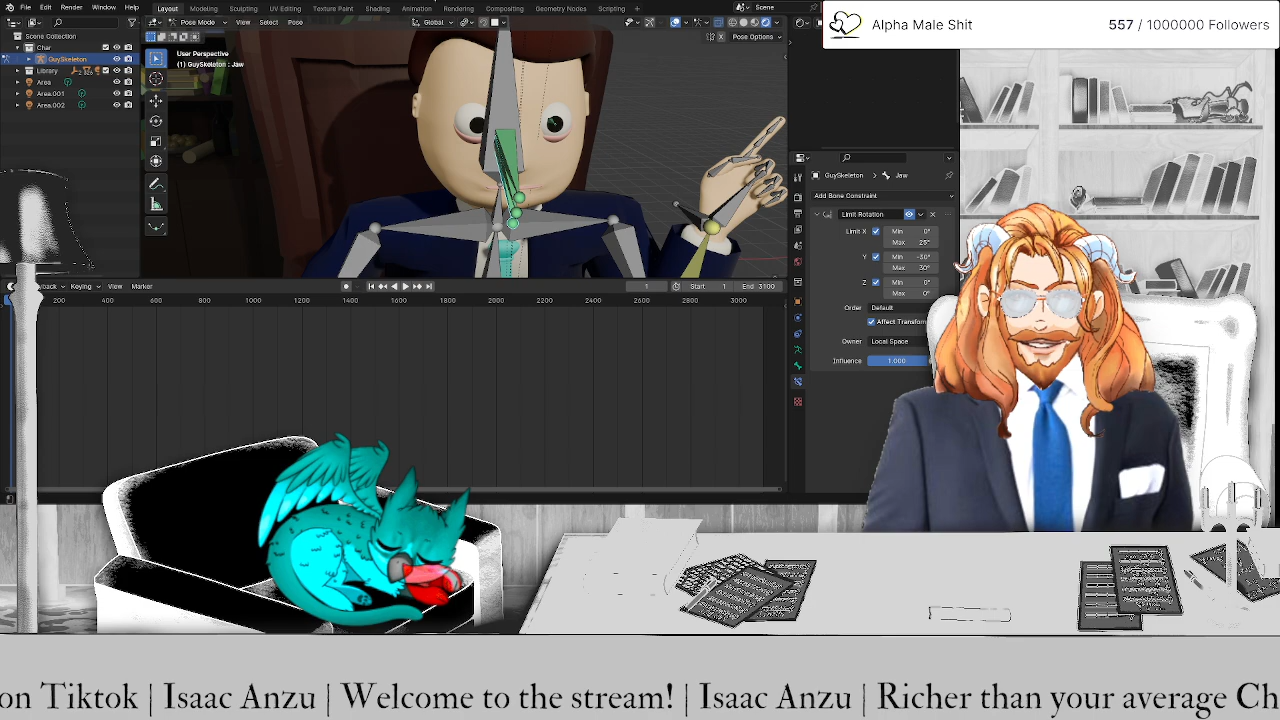 File Edit Render Window Help
Layout Modeling Sculpting UV Editing Texture Paint Shading Animation Rendering Compositing Geometry Nodes Scripting +
Scene
Alpha Male Shit 557 / 1000000 Followers
Pose Mode View Select Pose Global
Pose Options
Scene Collection
Char
GuySkeleton
Library
Area
Area.001
Area.002
User Perspective
(1) GuySkeleton : Jaw
GuySkeleton > Jaw
Add Bone Constraint
Limit Rotation
Limit X Min 0°
Max 25°
Y Min -30°
Max 30°
Z Min 0°
Max 0°
Order Default
Affect Transform
Owner Local Space
Influence 1.000
yback Keying View Marker 1 Start 1 End 3100
200 400 600 800 1000 1200 1400 1600 1800 2000 2200 2400 2600 2800 3000
on Tiktok | Isaac Anzu | Welcome to the stream! | Isaac Anzu | Richer than your average Ch